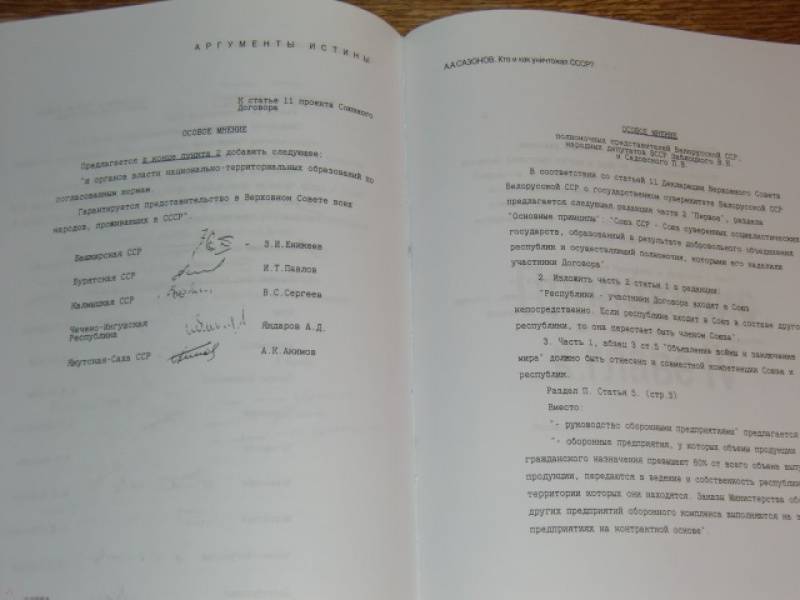 АРГУМЕНТЫ ИСТИНЫ
К статье 11 проекта Союзного
Договора
ОСОБОЕ МНЕНИЕ
Предлагается в конце пункта 2 добавить следующее:
"и органов власти национально-территориальных образований по
согласованным нормам.
Гарантируется представительство в Верховном Совете всех
народов, проживавших в СССР".
Башкирская ССР - З.И.Еникеев
Бурятская ССР И.Т.Павлов
Калмыцкая ССР В.С.Сергеев
Чечено-Ингушская
Республика Яндаров А.Д.
Якутская-Саха ССР А.К.Акимов
А.А.САЗОНОВ. Кто и как уничтожал СССР?
ОСОБОЕ МНЕНИЕ
полномочных представителей Белорусской ССР,
народных депутатов БССР Заблоцкого В.Н.
и Садовского П.В.
В соответствии со статьей 11 Декларации Верховного Совета
Белорусской ССР о государственном суверенитете Белорусской ССР
предлагается следующая редакция части 2 "Первое", раздела
"Основные принципы": "Союз ССР - Союз суверенных социалистических
государств, образованный в результате добровольного объединения
республик и осуществляющий полномочия, которыми его наделили
участники Договора"
2. Изложить часть 2 статьи 1 в редакции:
"Республики - участники Договора входят в Союз
непосредственно. Если республика входит в Союз в составе
республики, то она перестает быть членом Союза".
3. Часть 1, абзац 3 ст.5 "Объявление войны и заключение
мира" должно быть отнесено к совместной компетенции Союза и
республик.
Раздел П. Статья 5. (стр.3)
Вместо:
"- руководство оборонными предприятиями" предлагается
"- оборонные предприятия, у которых объемы продукции
гражданского назначения превышают 60% от всего объема
продукции, передаются в ведение и собственность
территории которых они находятся. Заказы Министерства
других предприятий оборонного комплекса выполняются на
предприятиях на контрактной основе".